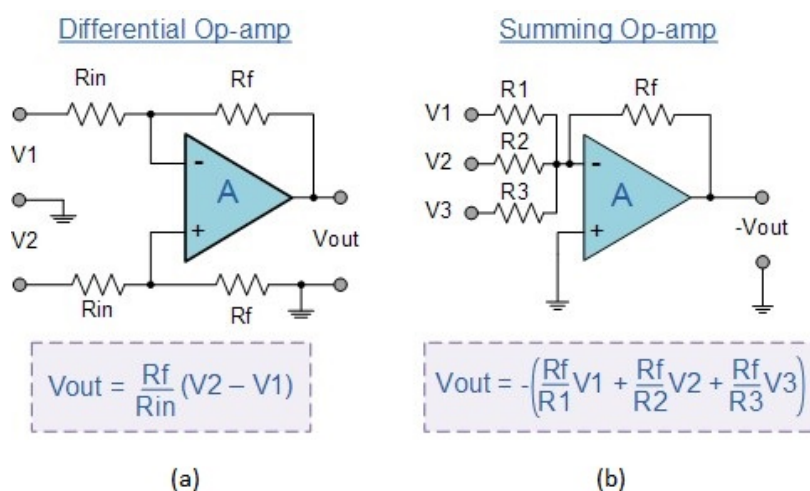 Differential Op-amp
Rin
Rf
V1
-
A
+
V2
Vout
Rin
Rf
Vout = Rf/Rin (V2 – V1)
(a)
Summing Op-amp
R1
Rf
V1
R2
V2
-
R3
A
V3
+
-Vout
Vout = -(Rf/R1 V1 + Rf/R2 V2 + Rf/R3 V3)
(b)